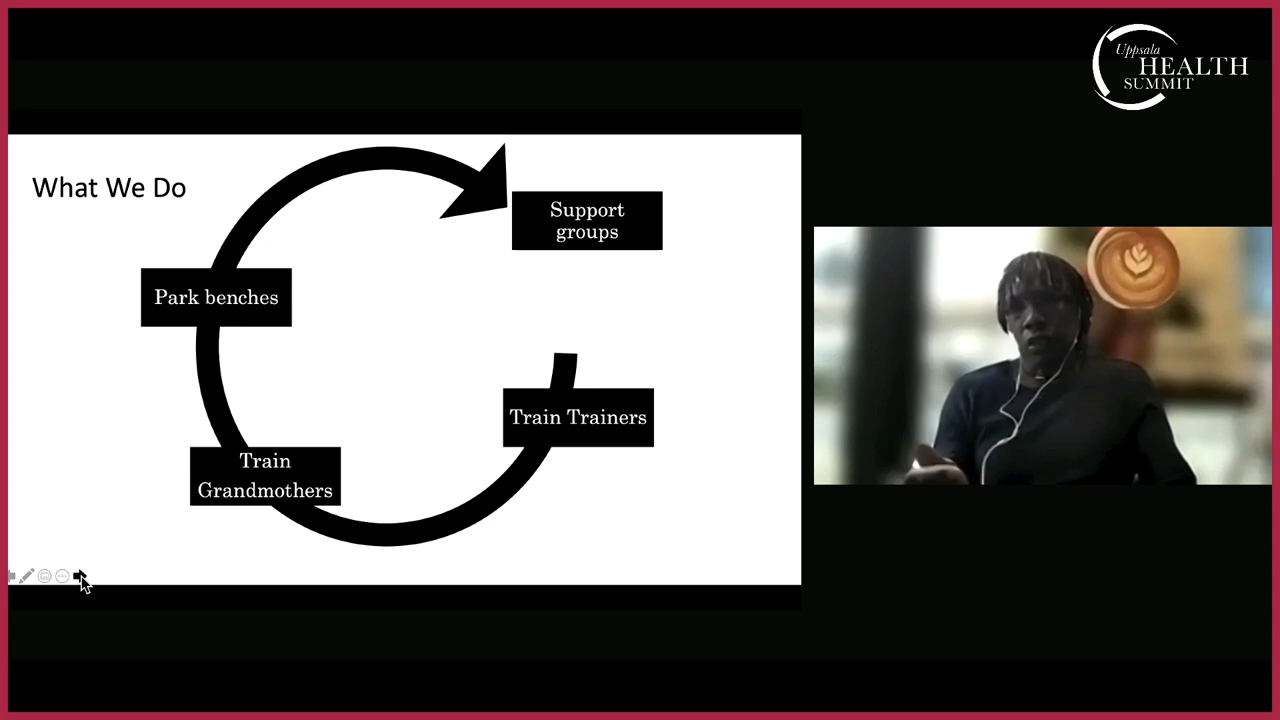 Uppsala
HEALTH
SUMMIT
What We Do
Support
groups
Park benches
Train Trainers
Train
Grandmothers